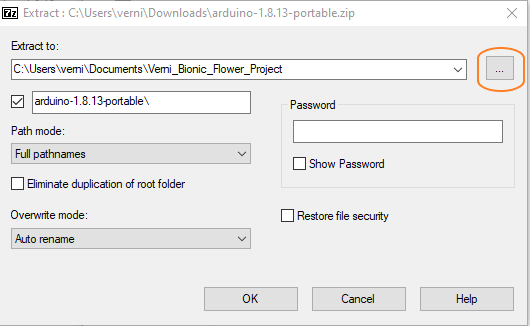 7z Extract : C:\Users\verni\Downloads\arduino-1.8.13-portable.zip
Extract to:
C:\Users\verni\Documents\Verni_Bionic_Flower_Project
...
arduino-1.8.13-portable\
Password
Path mode:
Full pathnames
Show Password
Eliminate duplication of root folder
Overwrite mode:
Restore file security
Auto rename
OK Cancel Help